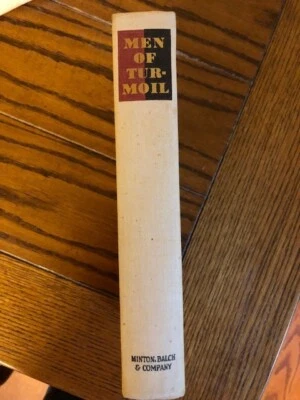 MEN
OF
TUR-
MOIL
MINTON, BALCH
& COMPANY